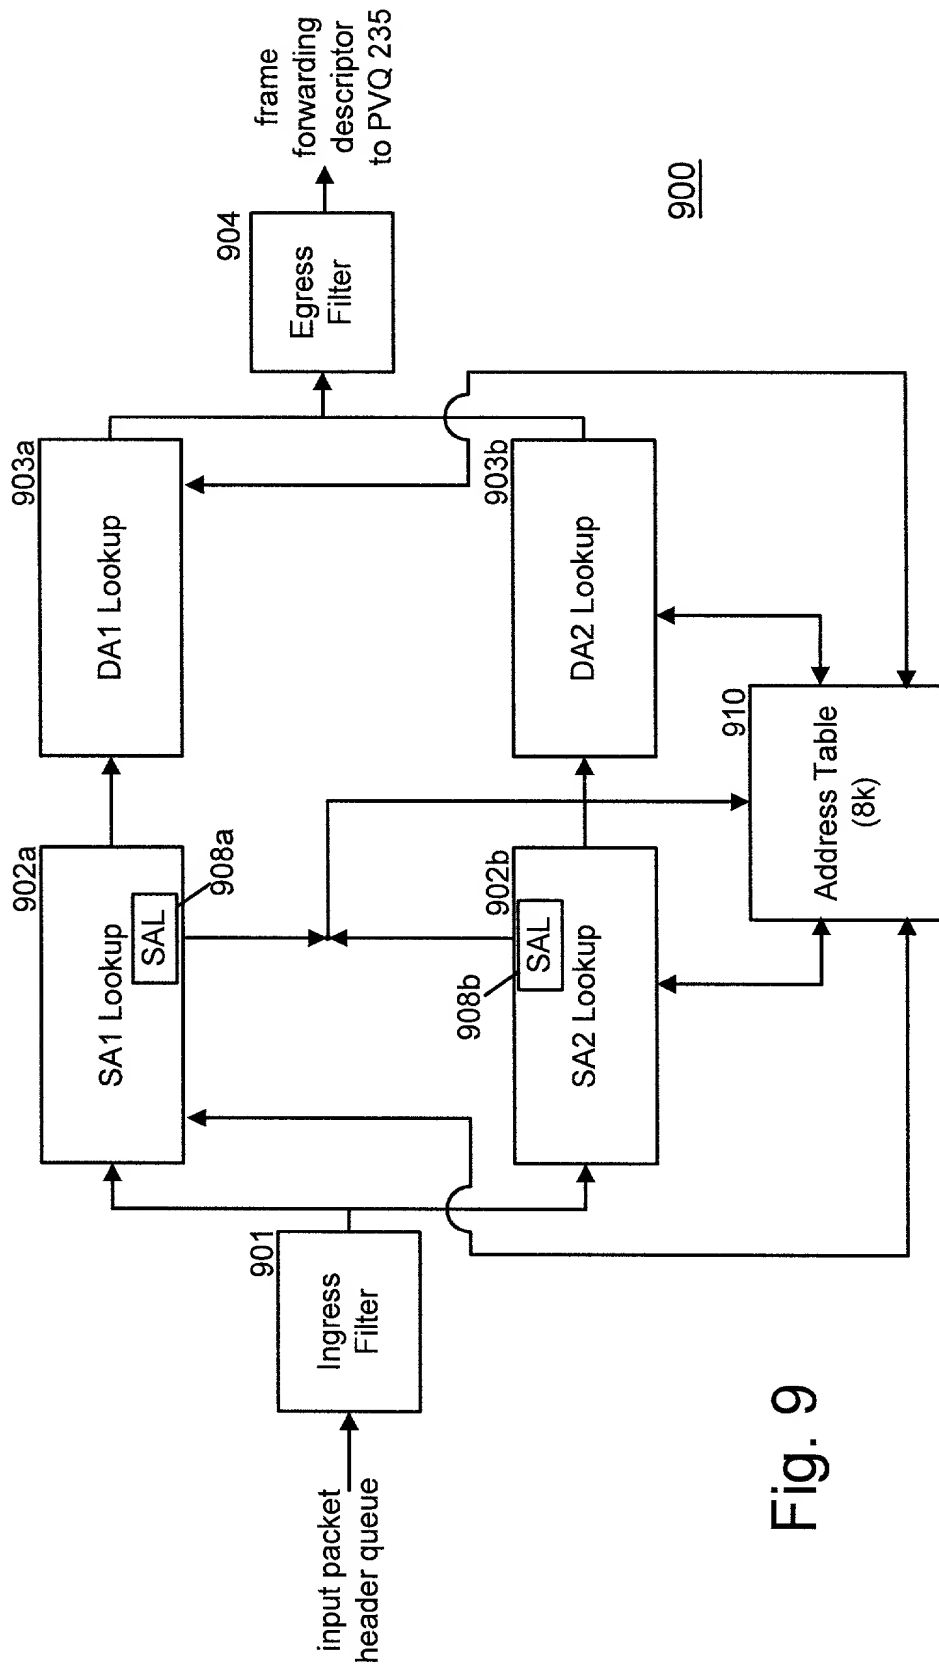 input packet
header queue
901
Ingress
Filter
902a
SA1 Lookup
SAL
908a
903a
DA1 Lookup
902b
SA2 Lookup
SAL
908b
903b
DA2 Lookup
904
Egress
Filter
frame
forwarding
descriptor
to PVQ 235
910
Address Table
(8k)
900
Fig. 9